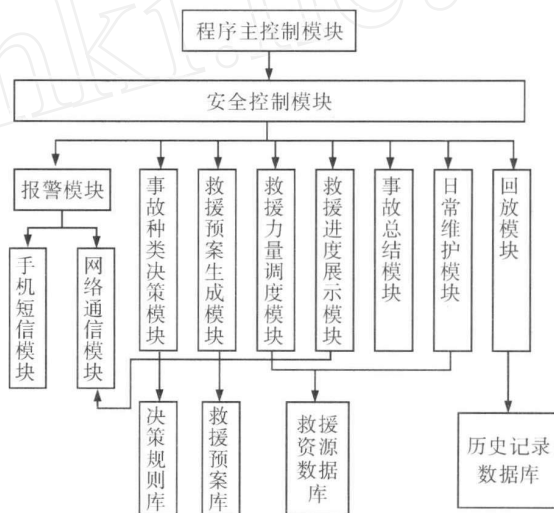 程序主控制模块
安全控制模块
报警模块
手机短信模块
网络通信模块
事故种类决策模块
救援预案生成模块
救援力量调度模块
救援进度展示模块
事故总结模块
日常维护模块
回放模块
决策规则库
救援预案库
救援
资源
数据
库
历史记录
数据库